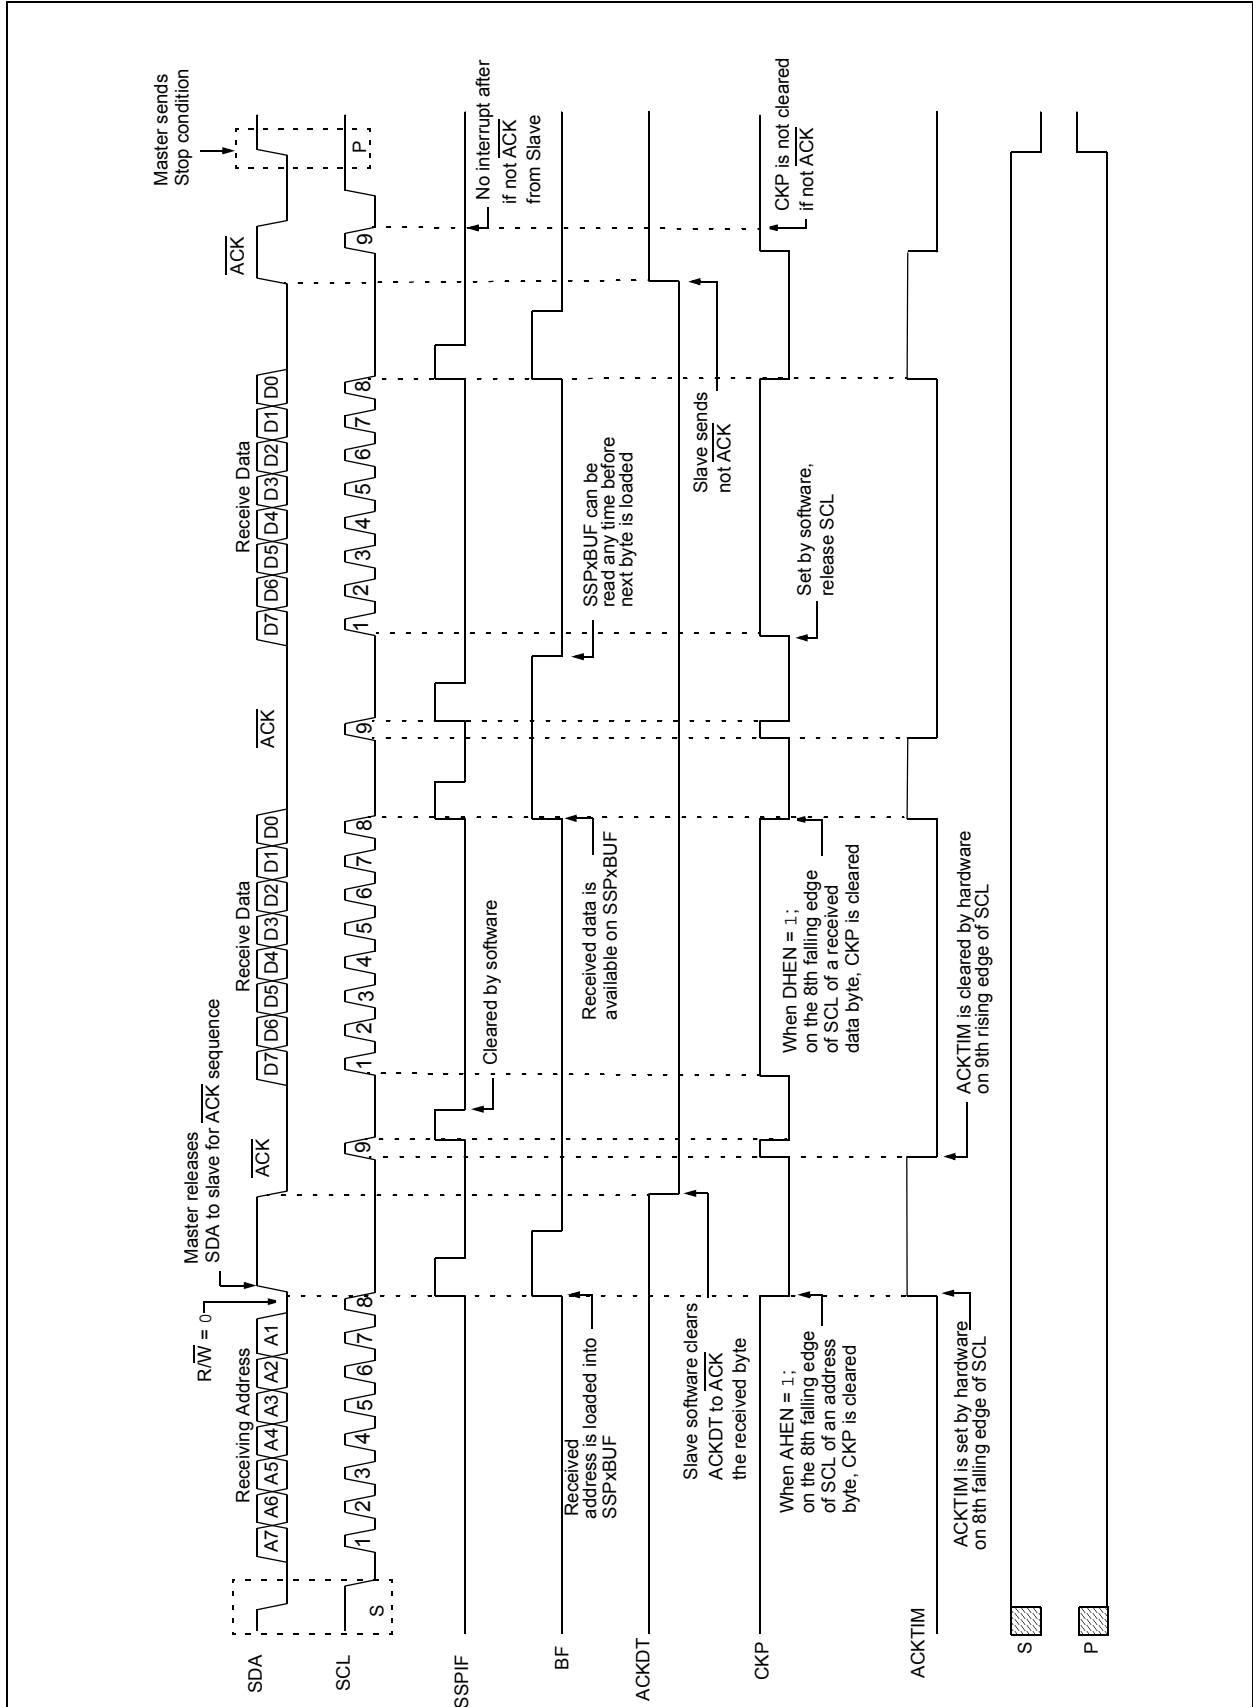 Master sends
Stop condition
Master releases
SDA to slave for ACK sequence
R/W = 0
Receiving Address
ACK
Receive Data
ACK
Receive Data
ACK
SDA
A7 A6 A5 A4 A3 A2 A1
D7 D6 D5 D4 D3 D2 D1 D0
D7 D6 D5 D4 D3 D2 D1 D0
SCL
S
1 2 3 4 5 6 7 8 9
1 2 3 4 5 6 7 8 9
1 2 3 4 5 6 7 8 9
P
SSPIF
Cleared by software
No interrupt after
if not ACK
from Slave
BF
Received
address is loaded into
SSPxBUF
Received data is
available on SSPxBUF
SSPxBUF can be
read any time before
next byte is loaded
ACKDT
Slave software clears
ACKDT to ACK
the received byte
Slave sends
not ACK
CKP
When AHEN = 1;
on the 8th falling edge
of SCL of an address
byte, CKP is cleared
When DHEN = 1;
on the 8th falling edge
of SCL of a received
data byte, CKP is cleared
Set by software,
release SCL
CKP is not cleared
if not ACK
ACKTIM
ACKTIM is set by hardware
on 8th falling edge of SCL
ACKTIM is cleared by hardware
on 9th rising edge of SCL
S
P